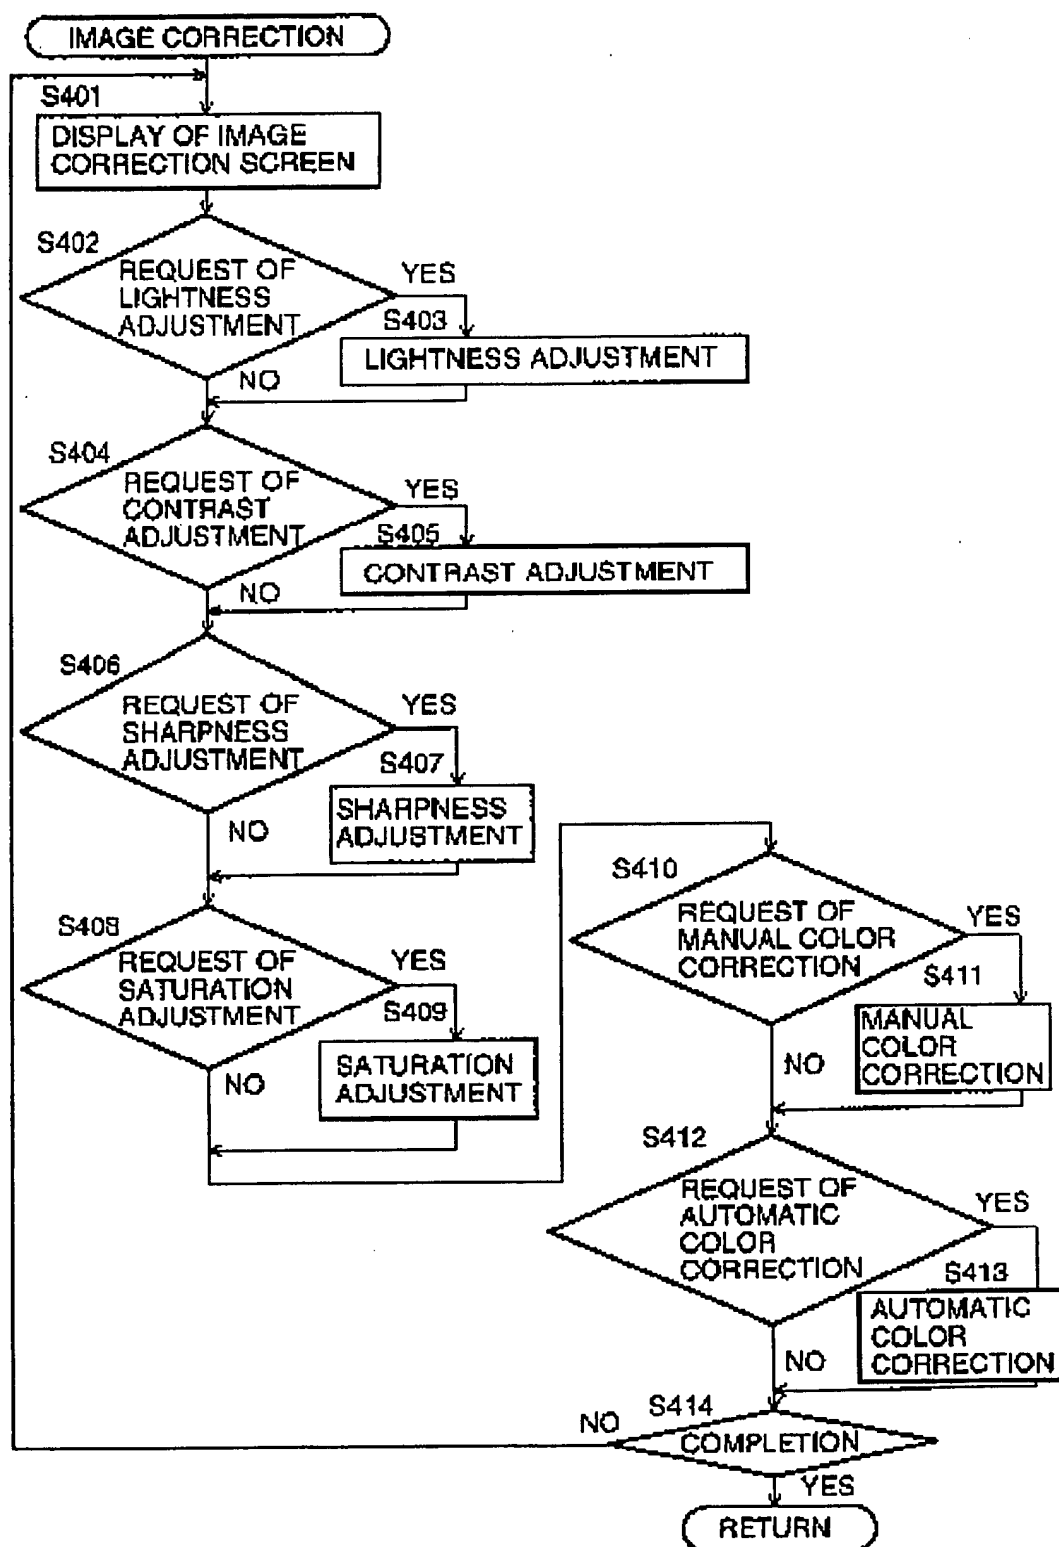 IMAGE CORRECTION
S401
DISPLAY OF IMAGE
CORRECTION SCREEN
S402
REQUEST OF
LIGHTNESS
ADJUSTMENT
YES
S403
LIGHTNESS ADJUSTMENT
NO
S404
REQUEST OF
CONTRAST
ADJUSTMENT
YES
S405
CONTRAST ADJUSTMENT
NO
S406
REQUEST OF
SHARPNESS
ADJUSTMENT
YES
S407
SHARPNESS
ADJUSTMENT
NO
S408
REQUEST OF
SATURATION
ADJUSTMENT
YES
S409
SATURATION
ADJUSTMENT
NO
S410
REQUEST OF
MANUAL COLOR
CORRECTION
YES
S411
MANUAL
COLOR
CORRECTION
NO
S412
REQUEST OF
AUTOMATIC
COLOR
CORRECTION
YES
S413
AUTOMATIC
COLOR
CORRECTION
NO
S414
COMPLETION
NO
YES
RETURN